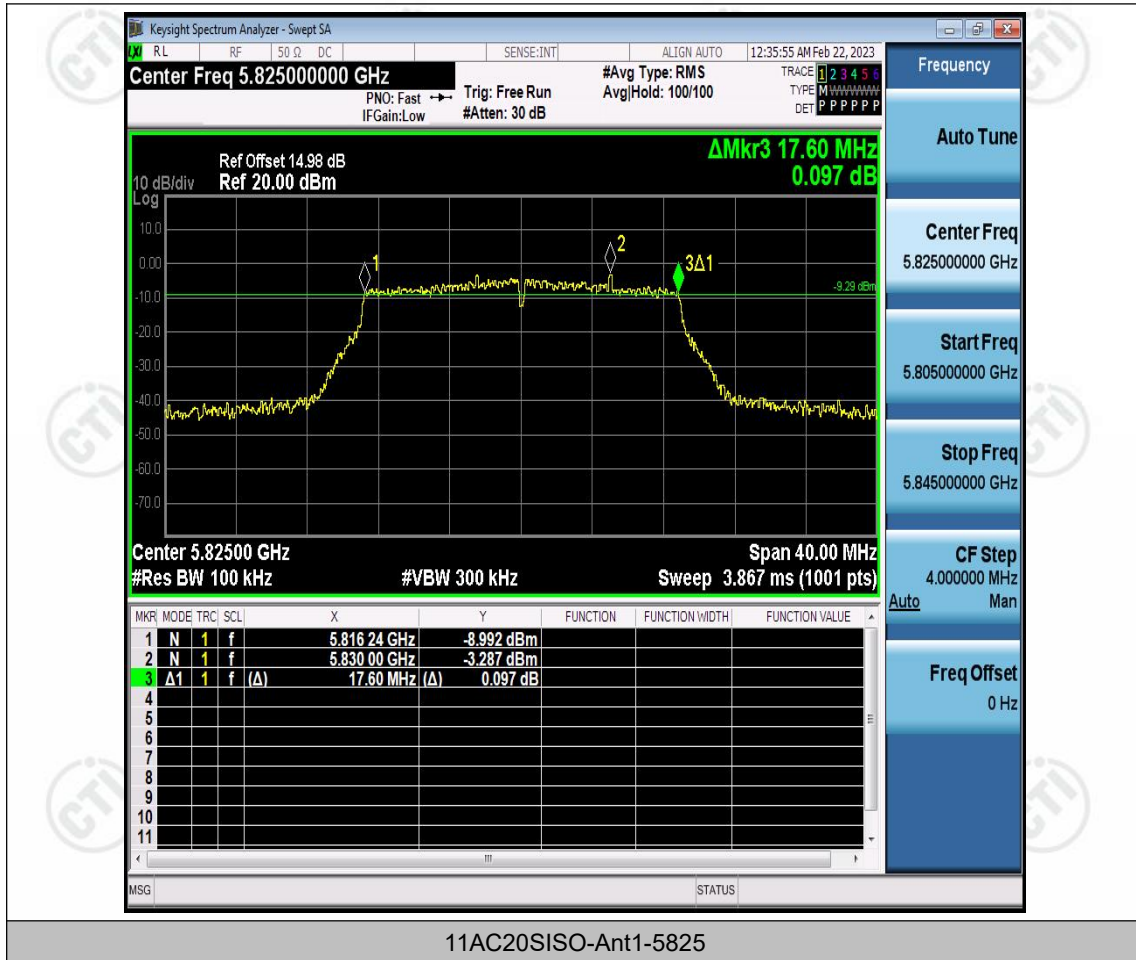 Keysight Spectrum Analyzer - Swept SA
LXI RL RF 50 Ω DC SENSE:INT ALIGN AUTO 12:35:55 AM Feb 22, 2023
Center Freq 5.825000000 GHz
PNO: Fast
IFGain:Low
Trig: Free Run
#Atten: 30 dB
#Avg Type: RMS
Avg|Hold: 100/100
TRACE 1 2 3 4 5 6
TYPE M WWWWW
DET P P P P P P
Ref Offset 14.98 dB
10 dB/div Ref 20.00 dBm
Log
ΔMkr3 17.60 MHz
0.097 dB
10.0
0.00
-10.0
-20.0
-30.0
-40.0
-50.0
-60.0
-70.0
1
2
3Δ1
-9.29 dBm
Center 5.82500 GHz Span 40.00 MHz
#Res BW 100 kHz #VBW 300 kHz Sweep 3.867 ms (1001 pts)
MKR MODE TRC SCL X Y FUNCTION FUNCTION WIDTH FUNCTION VALUE
1 N 1 f 5.816 24 GHz -8.992 dBm
2 N 1 f 5.830 00 GHz -3.287 dBm
3 Δ1 1 f (Δ) 17.60 MHz (Δ) 0.097 dB
4
5
6
7
8
9
10
11
MSG STATUS
Frequency
Auto Tune
Center Freq
5.825000000 GHz
Start Freq
5.805000000 GHz
Stop Freq
5.845000000 GHz
CF Step
4.000000 MHz
Auto Man
Freq Offset
0 Hz
CTI
CTI
CTI
CTI
CTI
CTI
11AC20SISO-Ant1-5825